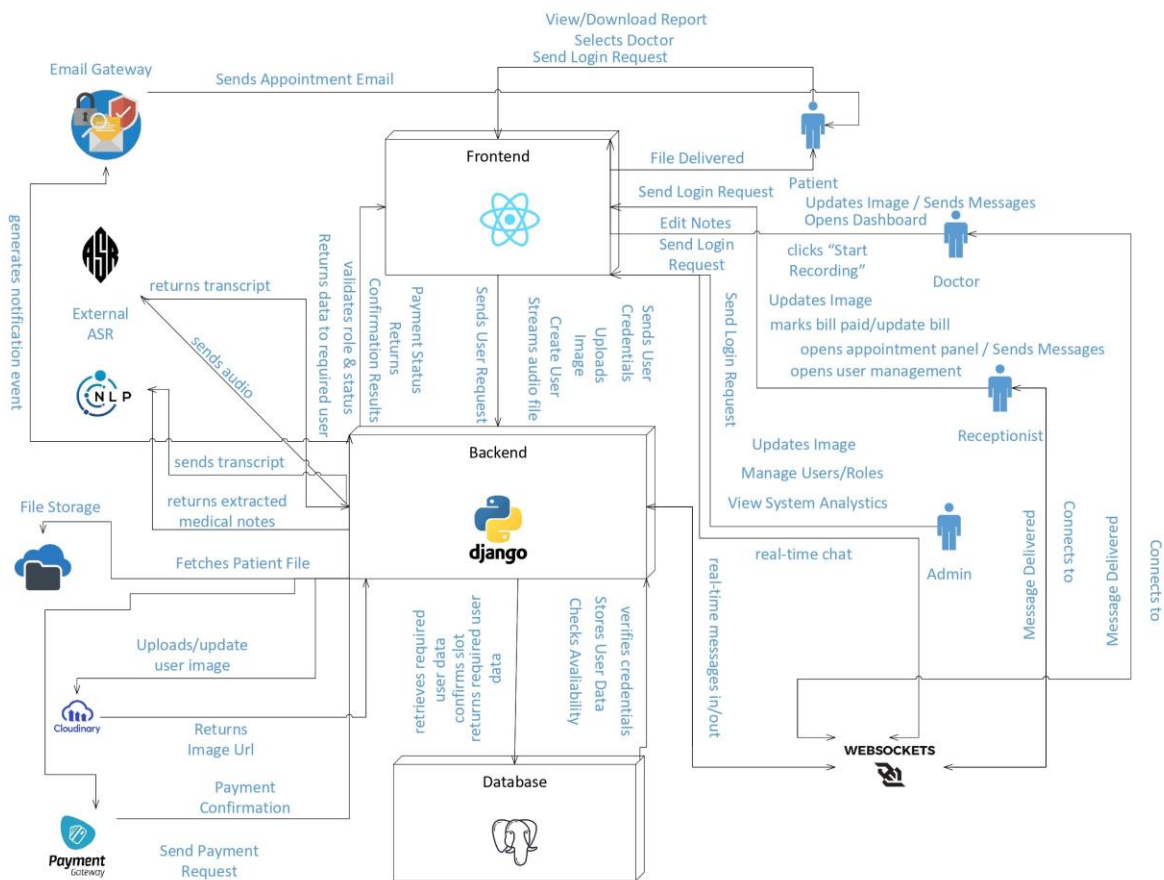 View/Download Report
Selects Doctor
Send Login Request
Email Gateway
Sends Appointment Email
Frontend
File Delivered
Patient
Send Login Request
Updates Image / Sends Messages
Opens Dashboard
Edit Notes
Send Login
Request
clicks “Start
Recording”
Doctor
generates notification event
ASR
External
ASR
returns transcript
sends audio
Returns data to required user
validates role & status
Confirmation Results
Returns
Payment Status
Sends User Request
Streams audio file
Create User
Image
Uploads
Credentials
Sends User
Send Login Request
Updates Image
marks bill paid/update bill
opens appointment panel / Sends Messages
opens user management
Receptionist
NLP
sends transcript
returns extracted
medical notes
Backend
django
Updates Image
Manage Users/Roles
View System Analystics
Admin
real-time chat
File Storage
Fetches Patient File
Uploads/update
user image
Cloudinary
Returns
Image Url
retrieves required
user data
confirms slot
returns required user
data
Checks Avaliability
Stores User Data
verifies credentials
real-time messages in/out
Message Delivered
Connects to
Message Delivered
Connects to
WEBSOCKETS
Database
Payment
Confirmation
Payment
Gateway
Send Payment
Request